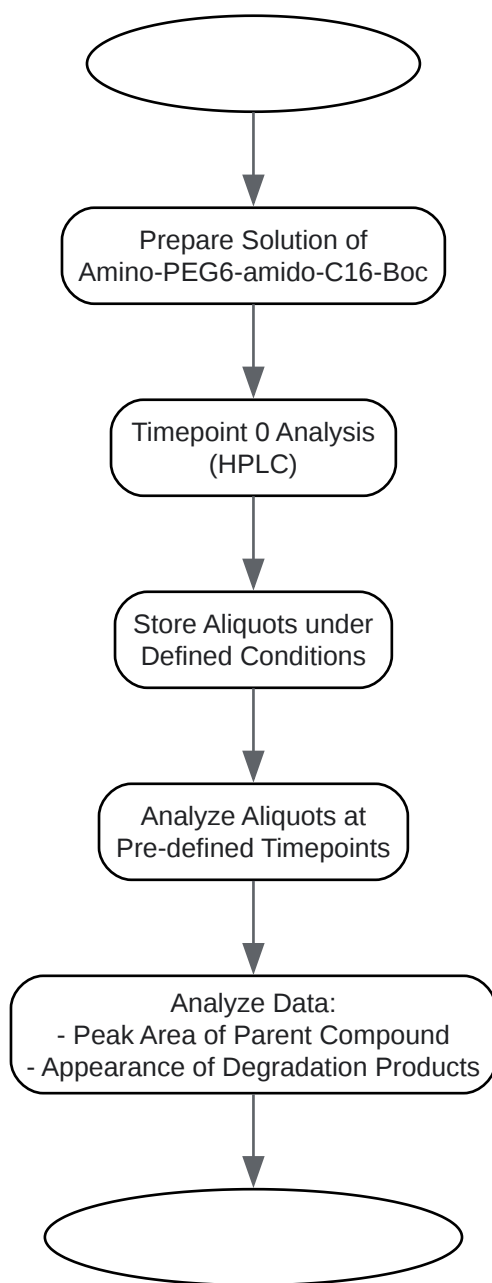 Prepare Solution of
Amino-PEG6-amido-C16-Boc
Timepoint 0 Analysis
(HPLC)
Store Aliquots under
Defined Conditions
Analyze Aliquots at
Pre-defined Timepoints
Analyze Data:
- Peak Area of Parent Compound
- Appearance of Degradation Products